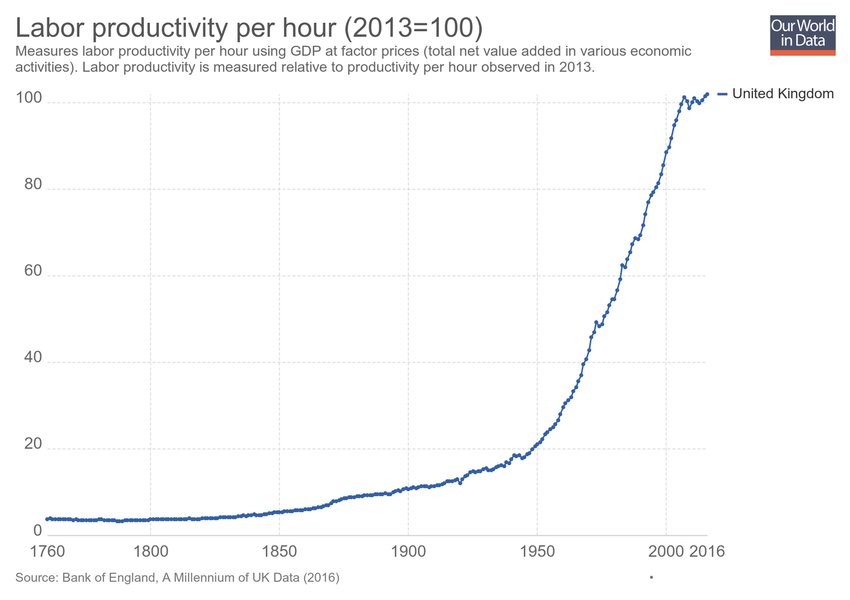 Labor productivity per hour (2013=100)
Our World
in Data
Measures labor productivity per hour using GDP at factor prices (total net value added in various economic
activities). Labor productivity is measured relative to productivity per hour observed in 2013.
100
United Kingdom
80
60
40
20
0
1760 1800 1850 1900 1950 2000 2016
Source: Bank of England, A Millennium of UK Data (2016)